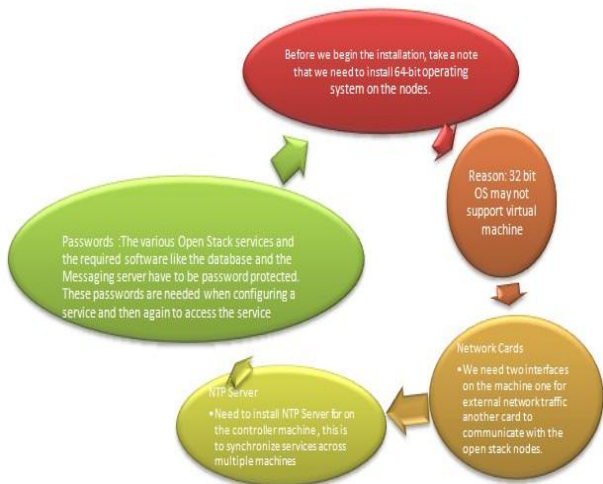 Before we begin the installation, take a note
that we need to install 64-bit operating
system on the nodes.
Reason: 32 bit
OS may not
support virtual
machine
Network Cards
•We need two interfaces
on the machine one for
external network traffic
another card to
communicate with the
open stack nodes.
NTP Server
•Need to install NTP Server for on
the controller machine, this is
to synchronize services across
multiple machines
Passwords :The various Open Stack services and
the required software like the database and the
Messaging server have to be password protected.
These passwords are needed when configuring a
service and then again to access the service